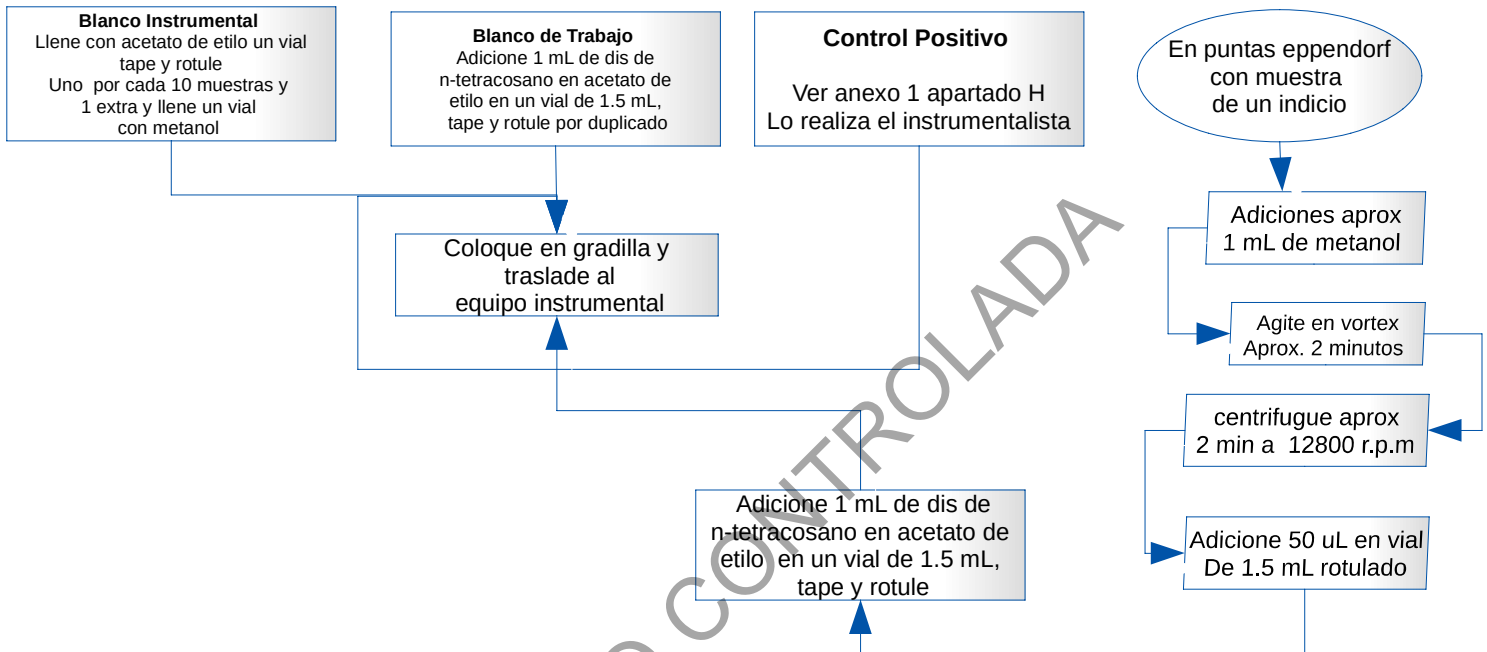 Blanco Instrumental
Llene con acetato de etilo un vial
tape y rotule
Uno por cada 10 muestras y
1 extra y llene un vial
con metanol
Blanco de Trabajo
Adicione 1 mL de dis de
n-tetracosano en acetato de
etilo en un vial de 1.5 mL,
tape y rotule por duplicado
Control Positivo
Ver anexo 1 apartado H
Lo realiza el instrumentalista
En puntas eppendorf
con muestra
de un indicio
Coloque en gradilla y
traslade al
equipo instrumental
Adiciones aprox
1 mL de metanol
Agite en vortex
Aprox. 2 minutos
centrifugue aprox
2 min a 12800 r.p.m
Adicione 50 uL en vial
De 1.5 mL rotulado
Adicione 1 mL de dis de
n-tetracosano en acetato de
etilo en un vial de 1.5 mL,
tape y rotule
CONTROLADA